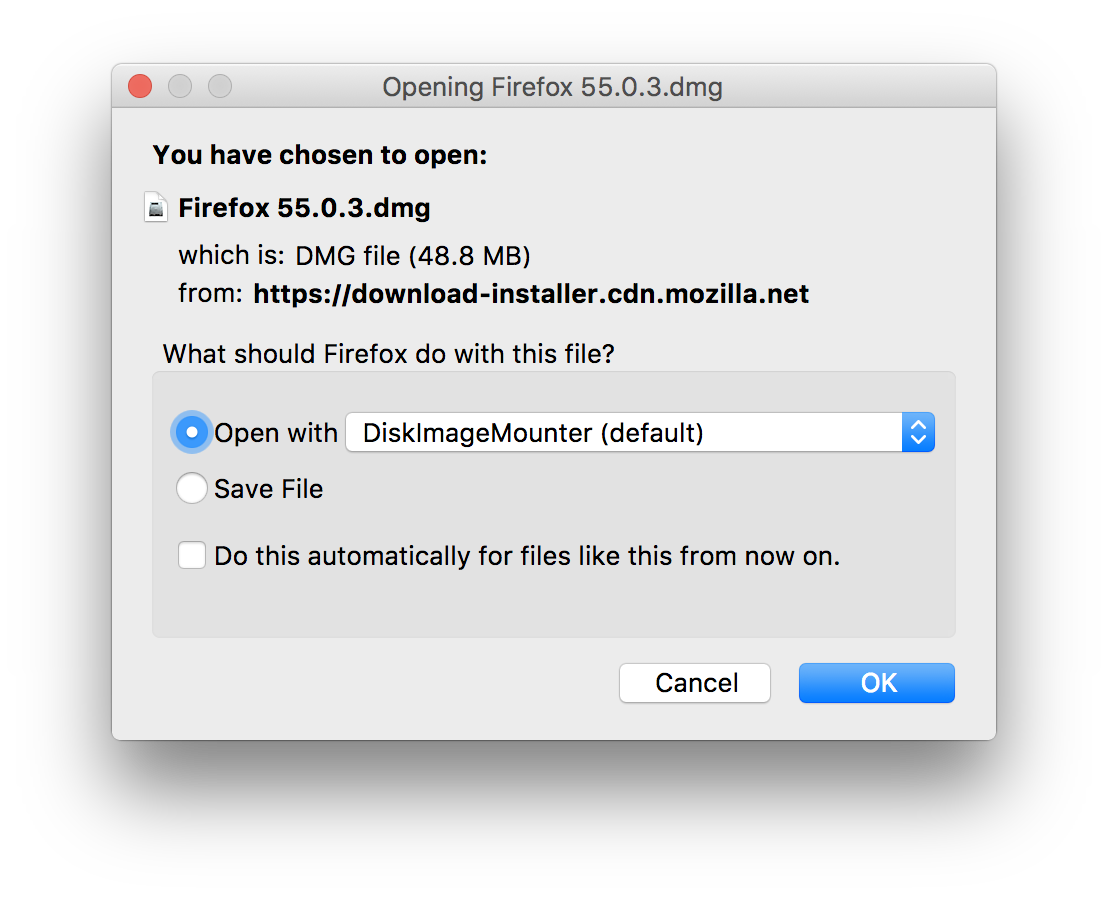 Opening Firefox 55.0.3.dmg
You have chosen to open:
Firefox 55.0.3.dmg
which is: DMG file (48.8 MB)
from: https://download-installer.cdn.mozilla.net
What should Firefox do with this file?
Open with DiskImageMounter (default)
Save File
Do this automatically for files like this from now on.
Cancel OK